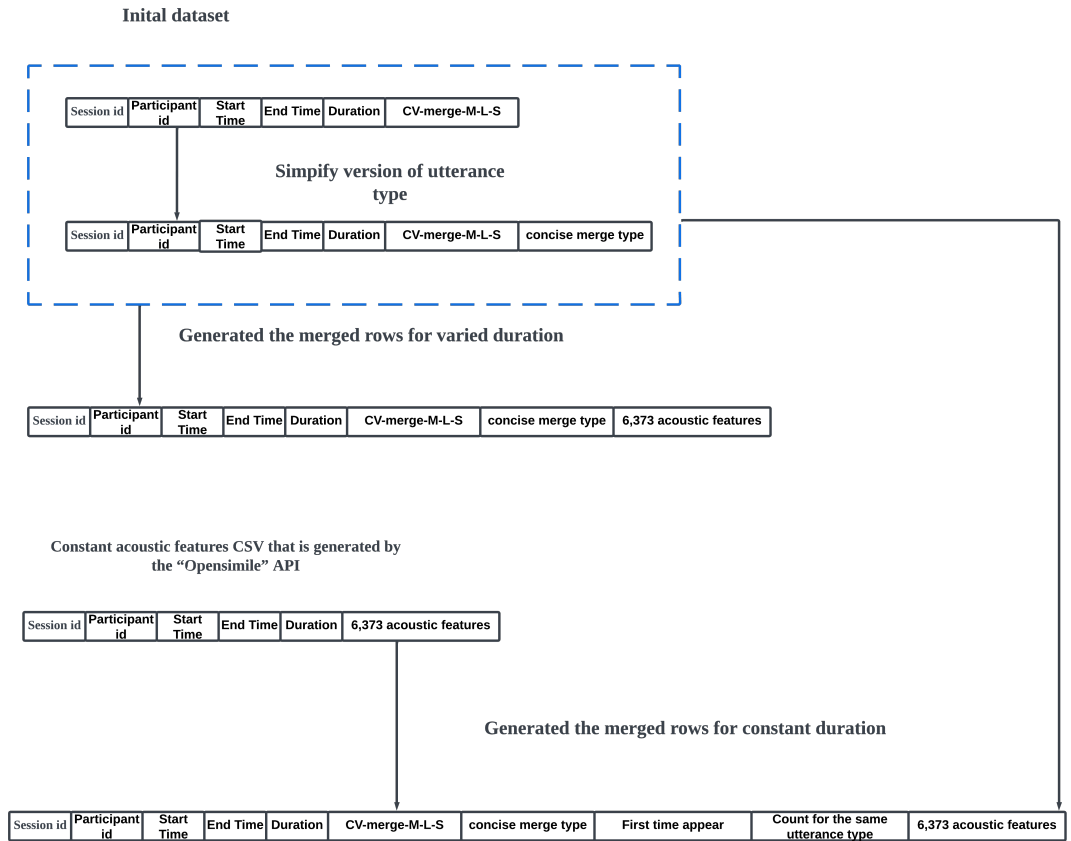 Inital dataset
Session id Participant id Start Time End Time Duration CV-merge-M-L-S
Simpify version of utterance
type
Session id Participant id Start Time End Time Duration CV-merge-M-L-S concise merge type
Generated the merged rows for varied duration
Session id Participant id Start Time End Time Duration CV-merge-M-L-S concise merge type 6,373 acoustic features
Constant acoustic features CSV that is generated by
the “Opensimile” API
Session id Participant id Start Time End Time Duration 6,373 acoustic features
Generated the merged rows for constant duration
Session id Participant id Start Time End Time Duration CV-merge-M-L-S concise merge type First time appear Count for the same utterance type 6,373 acoustic features